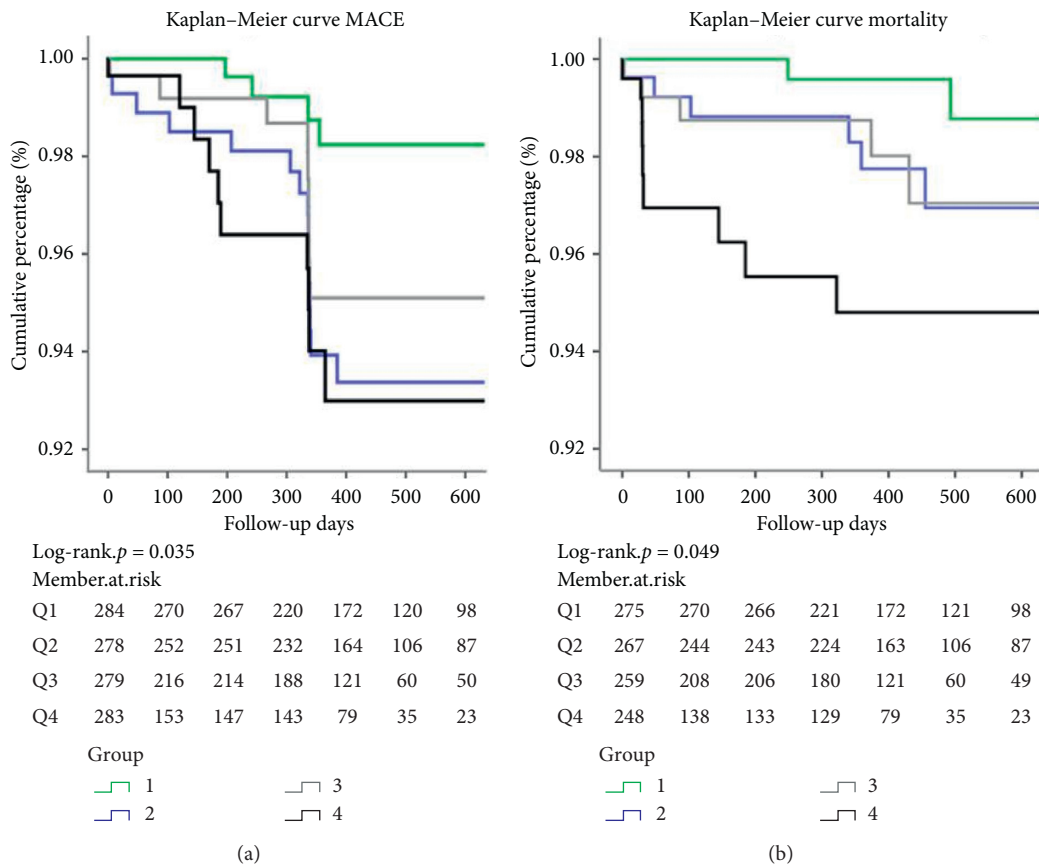 Kaplan–Meier curve MACE
Cumulative percentage (%)
1.00
0.98
0.96
0.94
0.92
0 100 200 300 400 500 600
Follow-up days
Log-rank.p = 0.035
Member.at.risk
Q1 284 270 267 220 172 120 98
Q2 278 252 251 232 164 106 87
Q3 279 216 214 188 121 60 50
Q4 283 153 147 143 79 35 23
Group
1 3
2 4
(a)
Kaplan–Meier curve mortality
Cumulative percentage (%)
1.00
0.98
0.96
0.94
0.92
0 100 200 300 400 500 600
Follow-up days
Log-rank.p = 0.049
Member.at.risk
Q1 275 270 266 221 172 121 98
Q2 267 244 243 224 163 106 87
Q3 259 208 206 180 121 60 49
Q4 248 138 133 129 79 35 23
Group
1 3
2 4
(b)